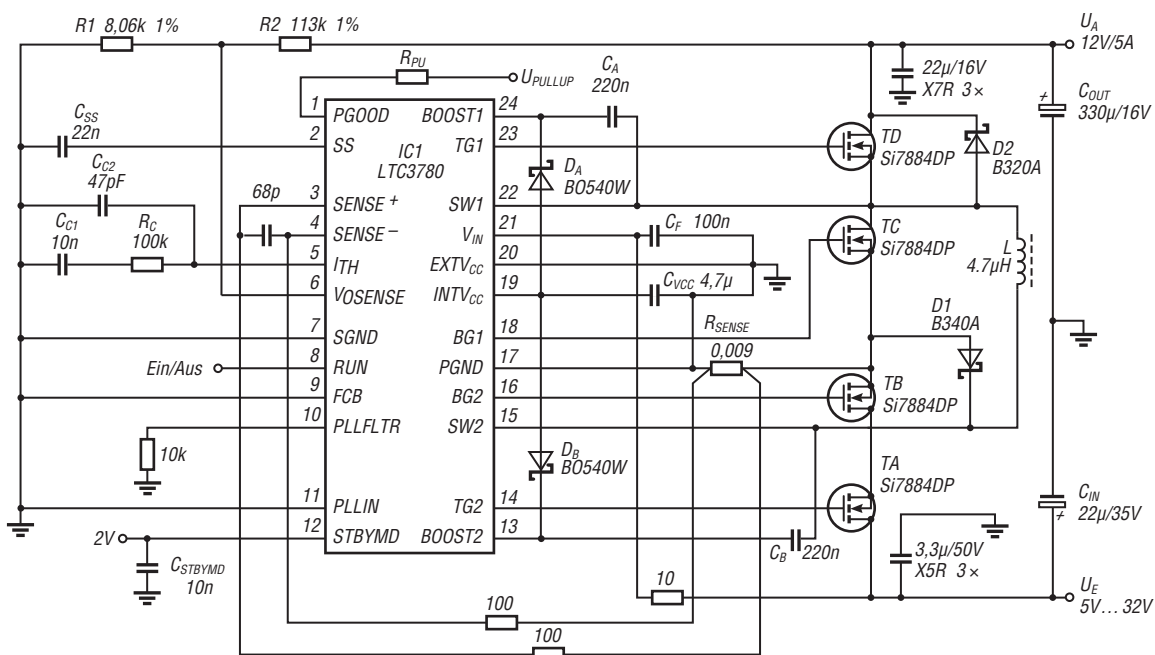 R1 8,06k 1%
R2 113k 1%
U_A
12V/5A
R_PU
U_PULLUP
C_A
220n
22µ/16V
X7R 3×
C_OUT
330µ/16V
+
C_SS
22n
C_C2
47pF
C_C1
10n
R_C
100k
68p
IC1
LTC3780
1 PGOOD
2 SS
3 SENSE+
4 SENSE−
5 I_TH
6 V_OSENSE
7 SGND
8 RUN
9 FCB
10 PLLFLTR
11 PLLIN
12 STBYMD
BOOST1 24
TG1 23
SW1 22
V_IN 21
EXTV_CC 20
INTV_CC 19
BG1 18
PGND 17
BG2 16
SW2 15
TG2 14
BOOST2 13
D_A
BO540W
TD
Si7884DP
D2
B320A
C_F 100n
TC
Si7884DP
L
4.7µH
C_VCC 4,7µ
R_SENSE
0,009
D1
B340A
Ein/Aus
TB
Si7884DP
10k
D_B
BO540W
TA
Si7884DP
C_IN
22µ/35V
+
2V
C_STBYMD
10n
C_B
220n
3,3µ/50V
X5R 3×
10
U_E
5V...32V
100
100